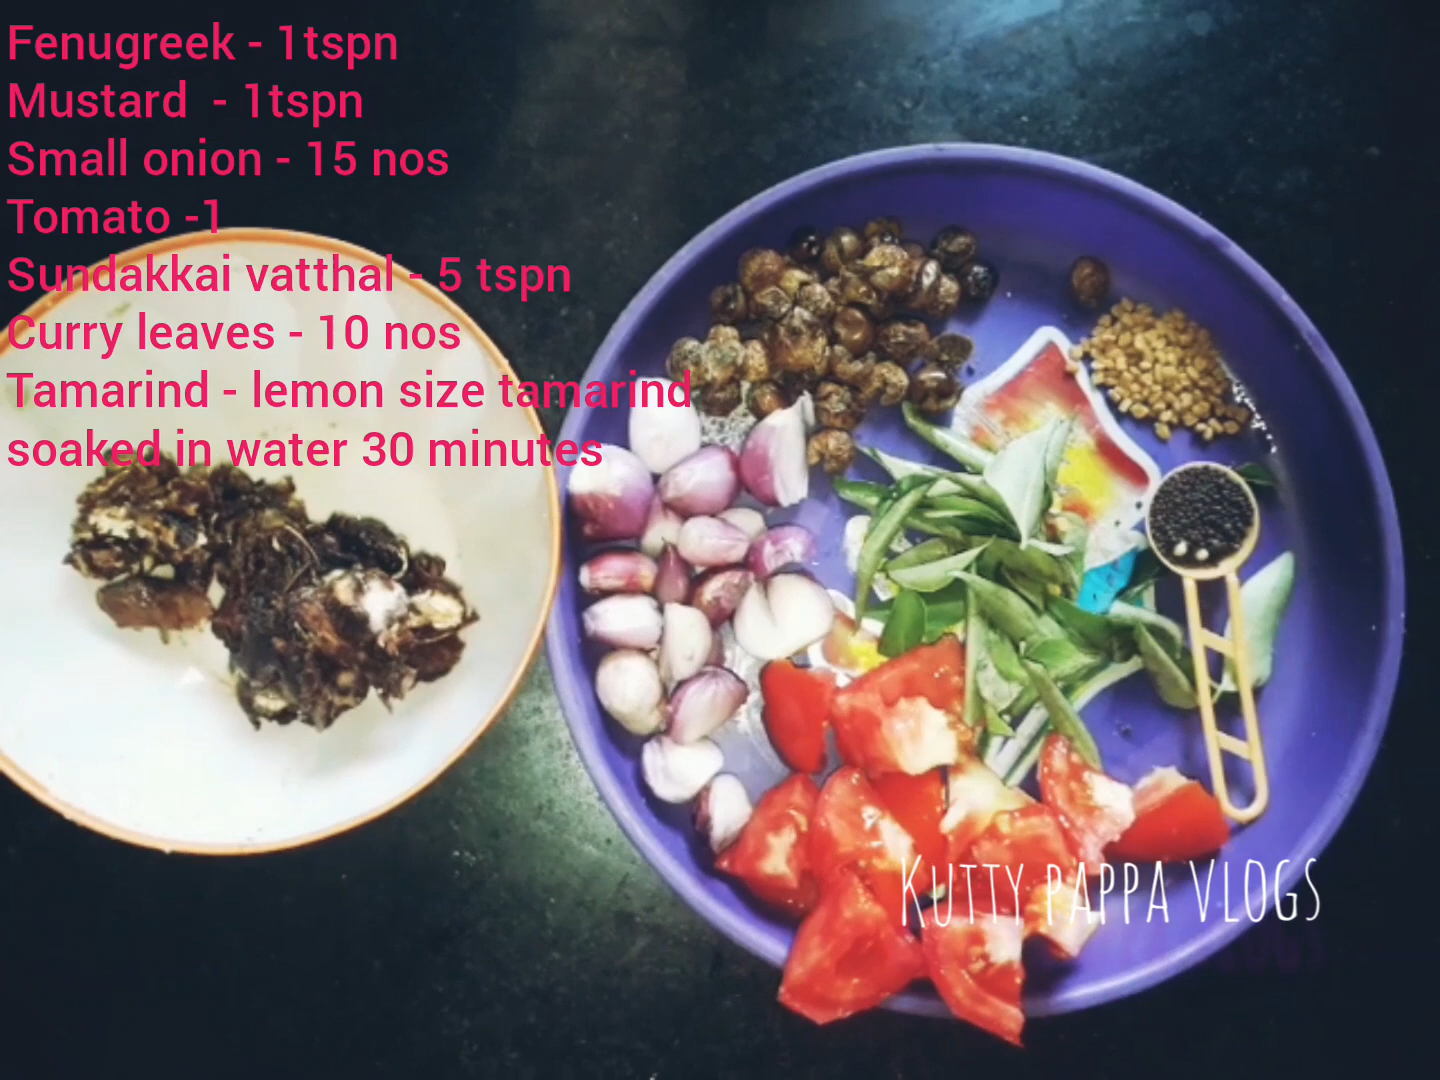 Fenugreek - 1tspn
Mustard - 1tspn
Small onion - 15 nos
Tomato -1
Sundakkai vatthal - 5 tspn
Curry leaves - 10 nos
Tamarind - lemon size tamarind
soaked in water 30 minutes
Kutty pappa vlogs